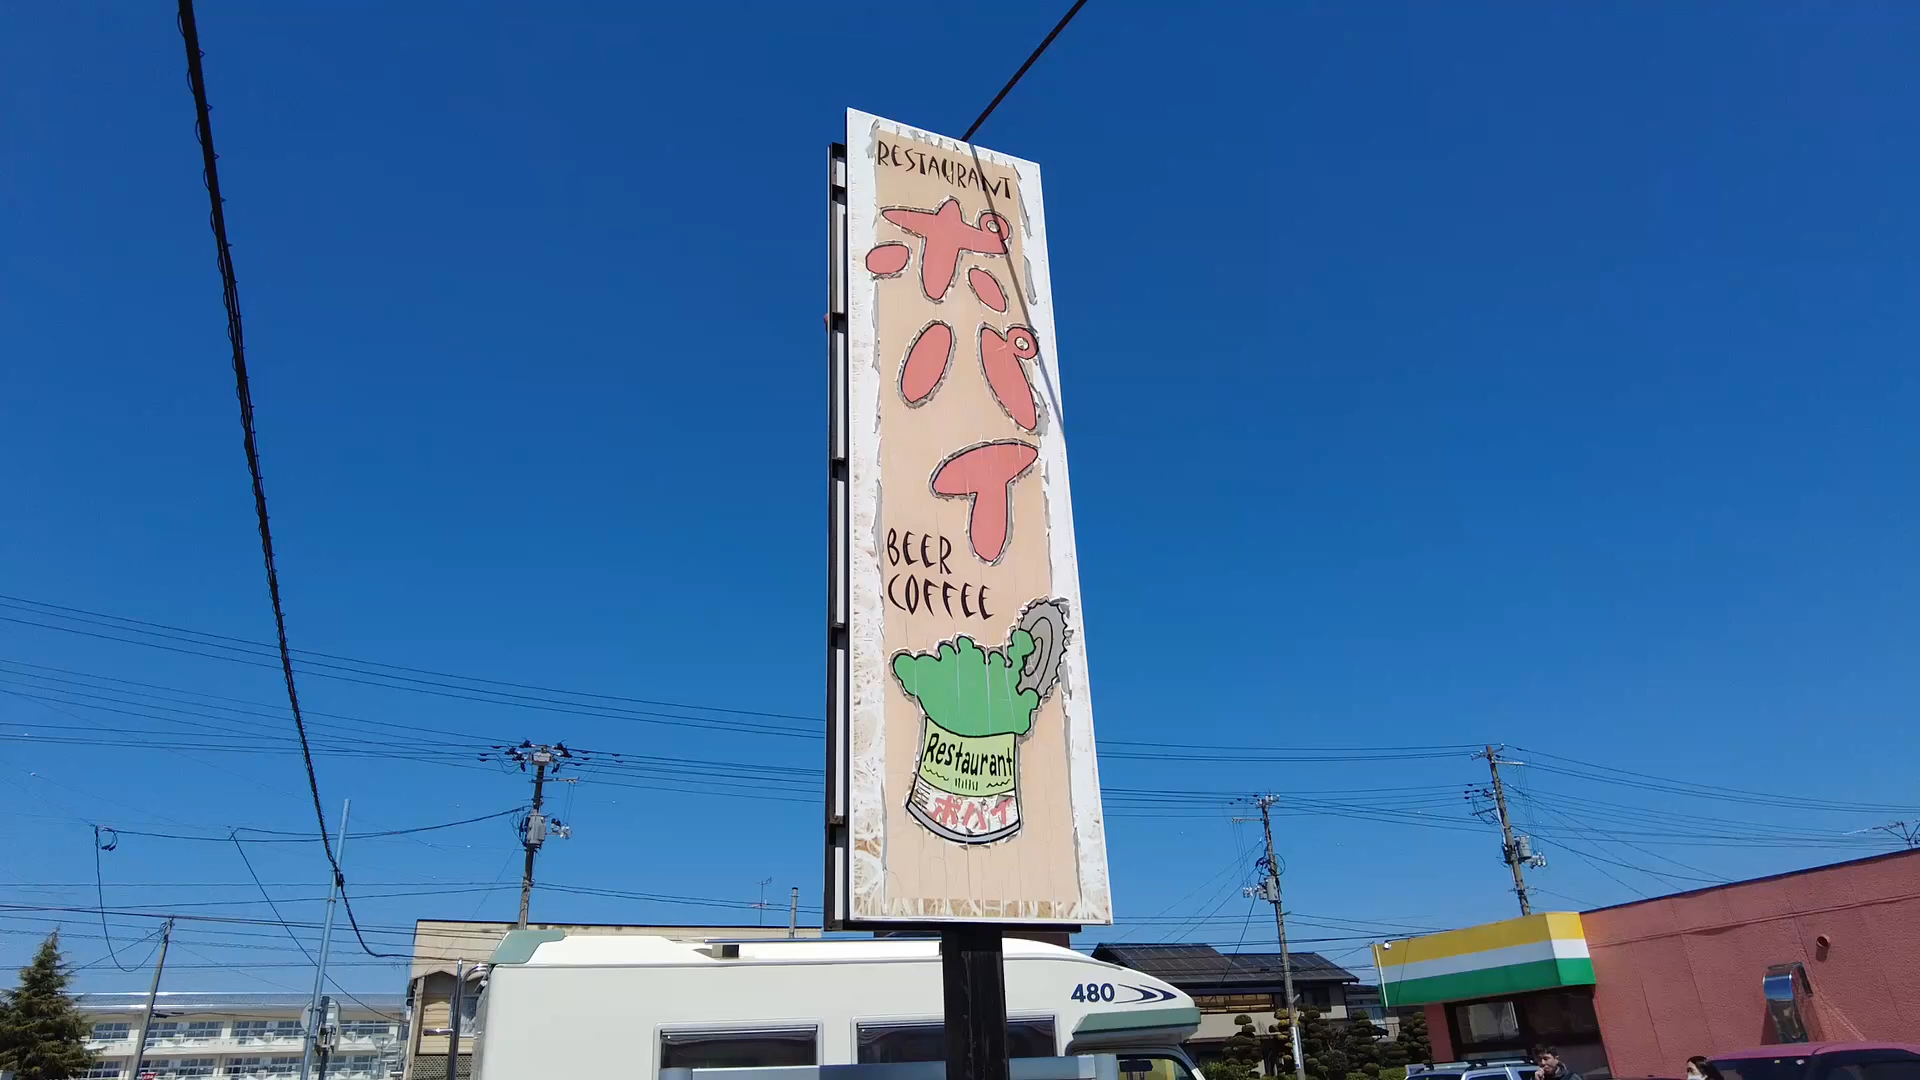 RESTAURANT
ポパイ
BEER
COFFEE
Restaurant
ポパイ
480